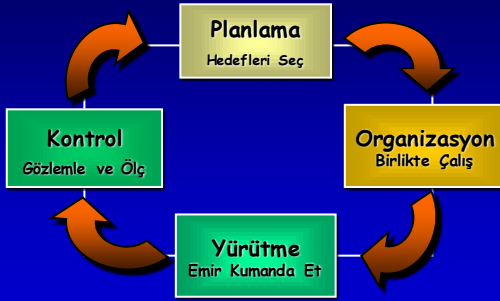 Planlama
Hedefleri Seç
Organizasyon
Birlikte Çalış
Yürütme
Emir Kumanda Et
Kontrol
Gözlemle ve Ölç